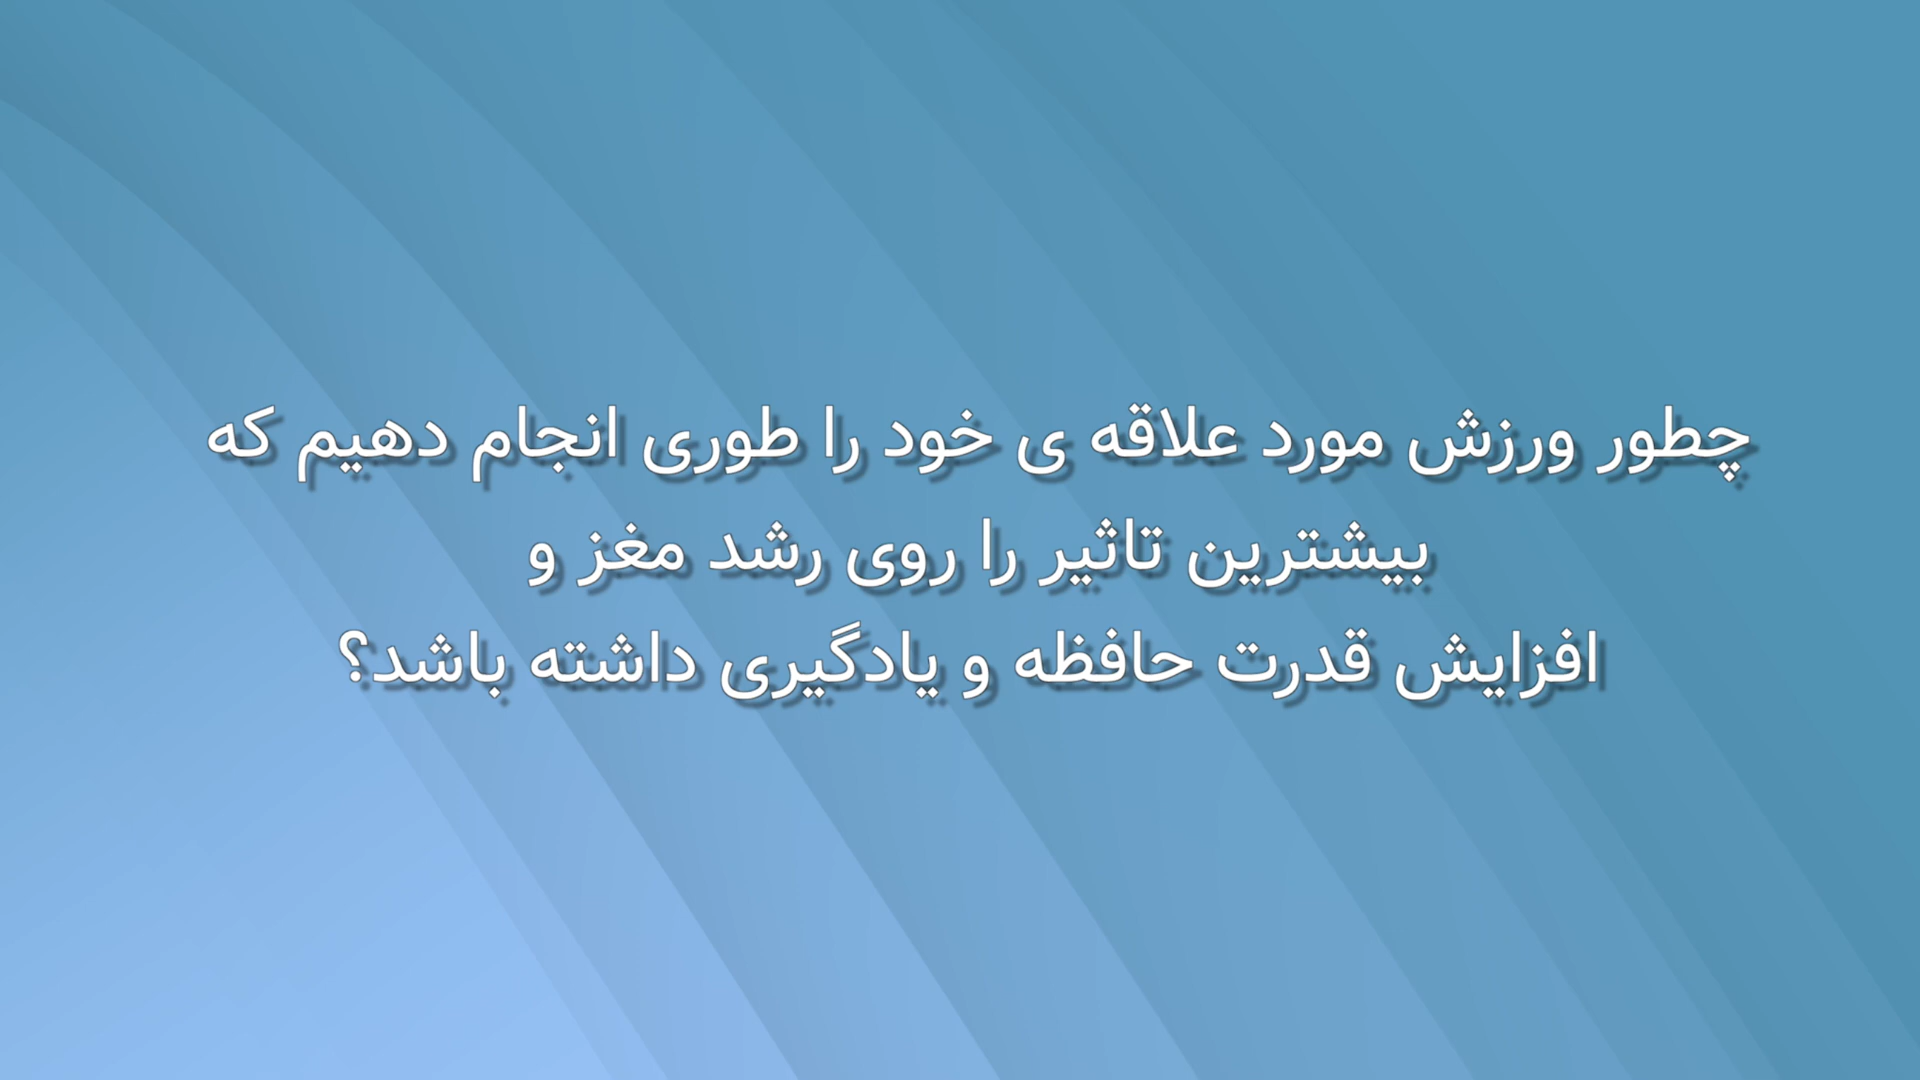 چطور ورزش مورد علاقه ی خود را طوری انجام دهیم که
بیشترین تاثیر را روی رشد مغز و
افزایش قدرت حافظه و یادگیری داشته باشد؟